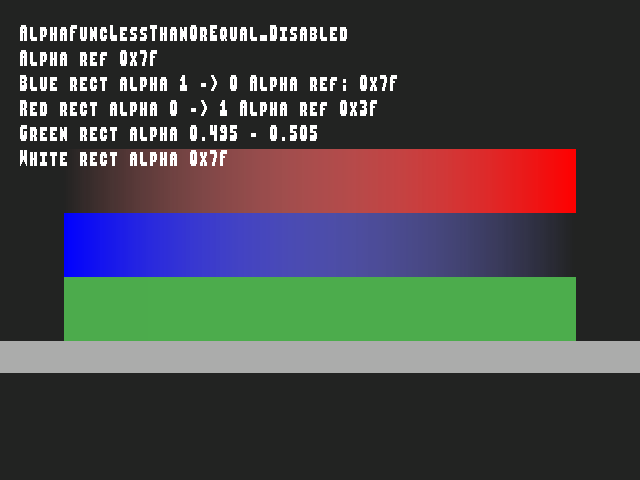 AlphaFuncLessThanOrEqual_Disabled
Alpha ref 0x7f
Blue rect alpha 1 -> 0 Alpha ref: 0x7f
Red rect alpha 0 -> 1 Alpha ref 0x3f
Green rect alpha 0.495 - 0.505
White rect alpha 0x7f